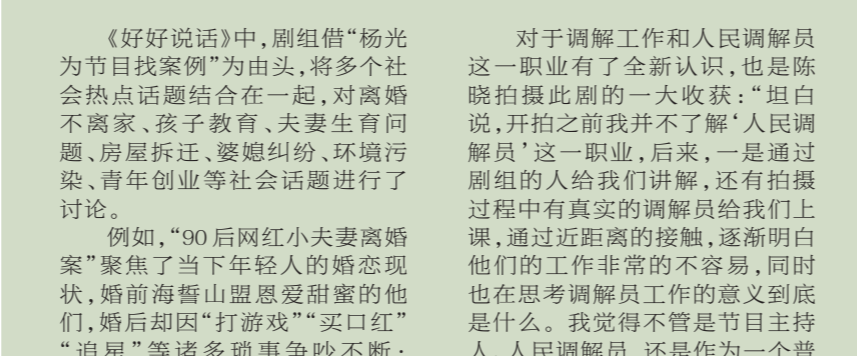 《好好说话》中,剧组借“杨光
为节目找案例”为由头,将多个社
会热点话题结合在一起,对离婚
不离家、孩子教育、夫妻生育问
题、房屋拆迁、婆媳纠纷、环境污
染、青年创业等社会话题进行了
讨论。
例如,“90后网红小夫妻离婚
案”聚焦了当下年轻人的婚恋现
状,婚前海誓山盟恩爱甜蜜的他
们,婚后却因“打游戏”“买口红”
“追星”等诸多琐事争吵不断;
对于调解工作和人民调解员
这一职业有了全新认识,也是陈
晓拍摄此剧的一大收获:“坦白
说,开拍之前我并不了解‘人民调
解员’这一职业,后来,一是通过
剧组的人给我们讲解,还有拍摄
过程中有真实的调解员给我们上
课,通过近距离的接触,逐渐明白
他们的工作非常的不容易,同时
也在思考调解员工作的意义到底
是什么。我觉得不管是节目主持
人、人民调解员,还是作为一个普